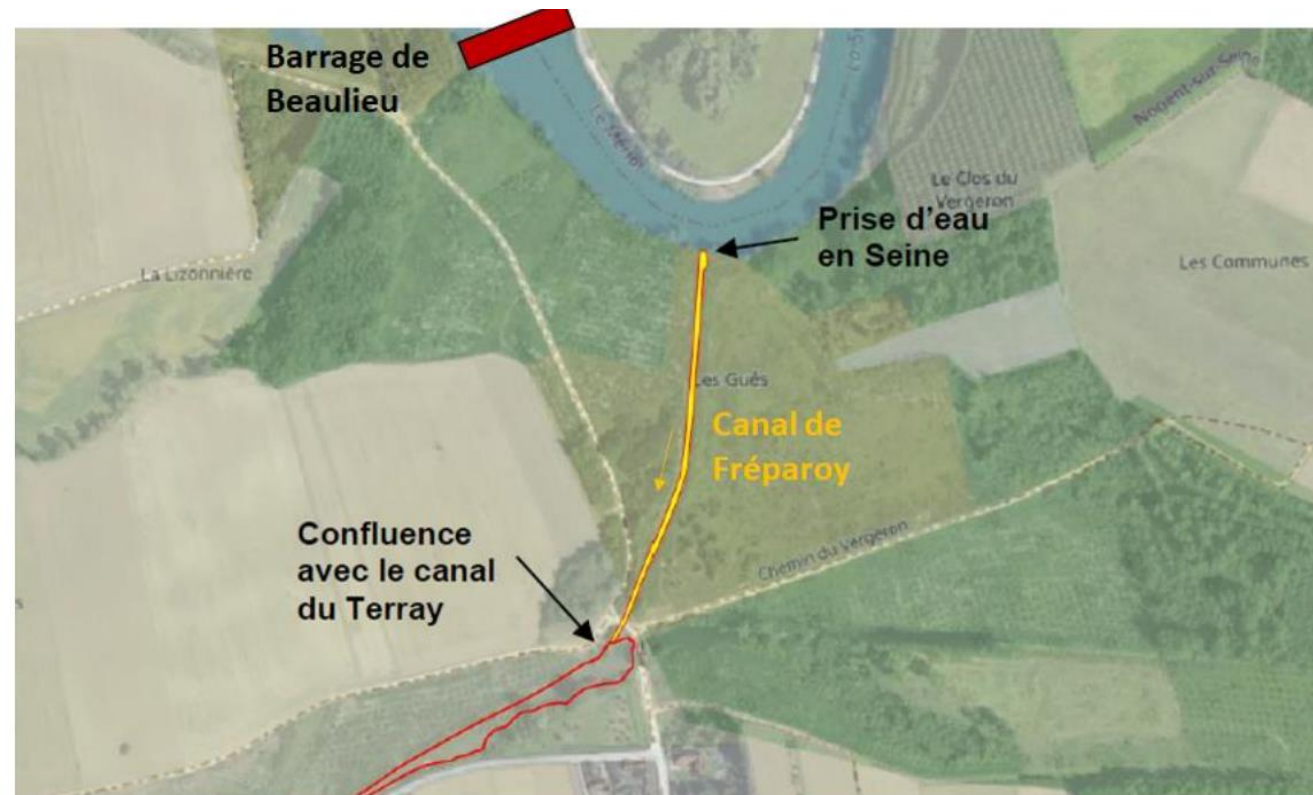 Barrage de
Beaulieu
Le Clos du
Vergeron
Nogent-sur-Seine
Prise d'eau
en Seine
La Lizonnière
Les Communes
Les Gués
Canal de
Fréparoy
Chemin du Vergeron
Confluence
avec le canal
du Terray